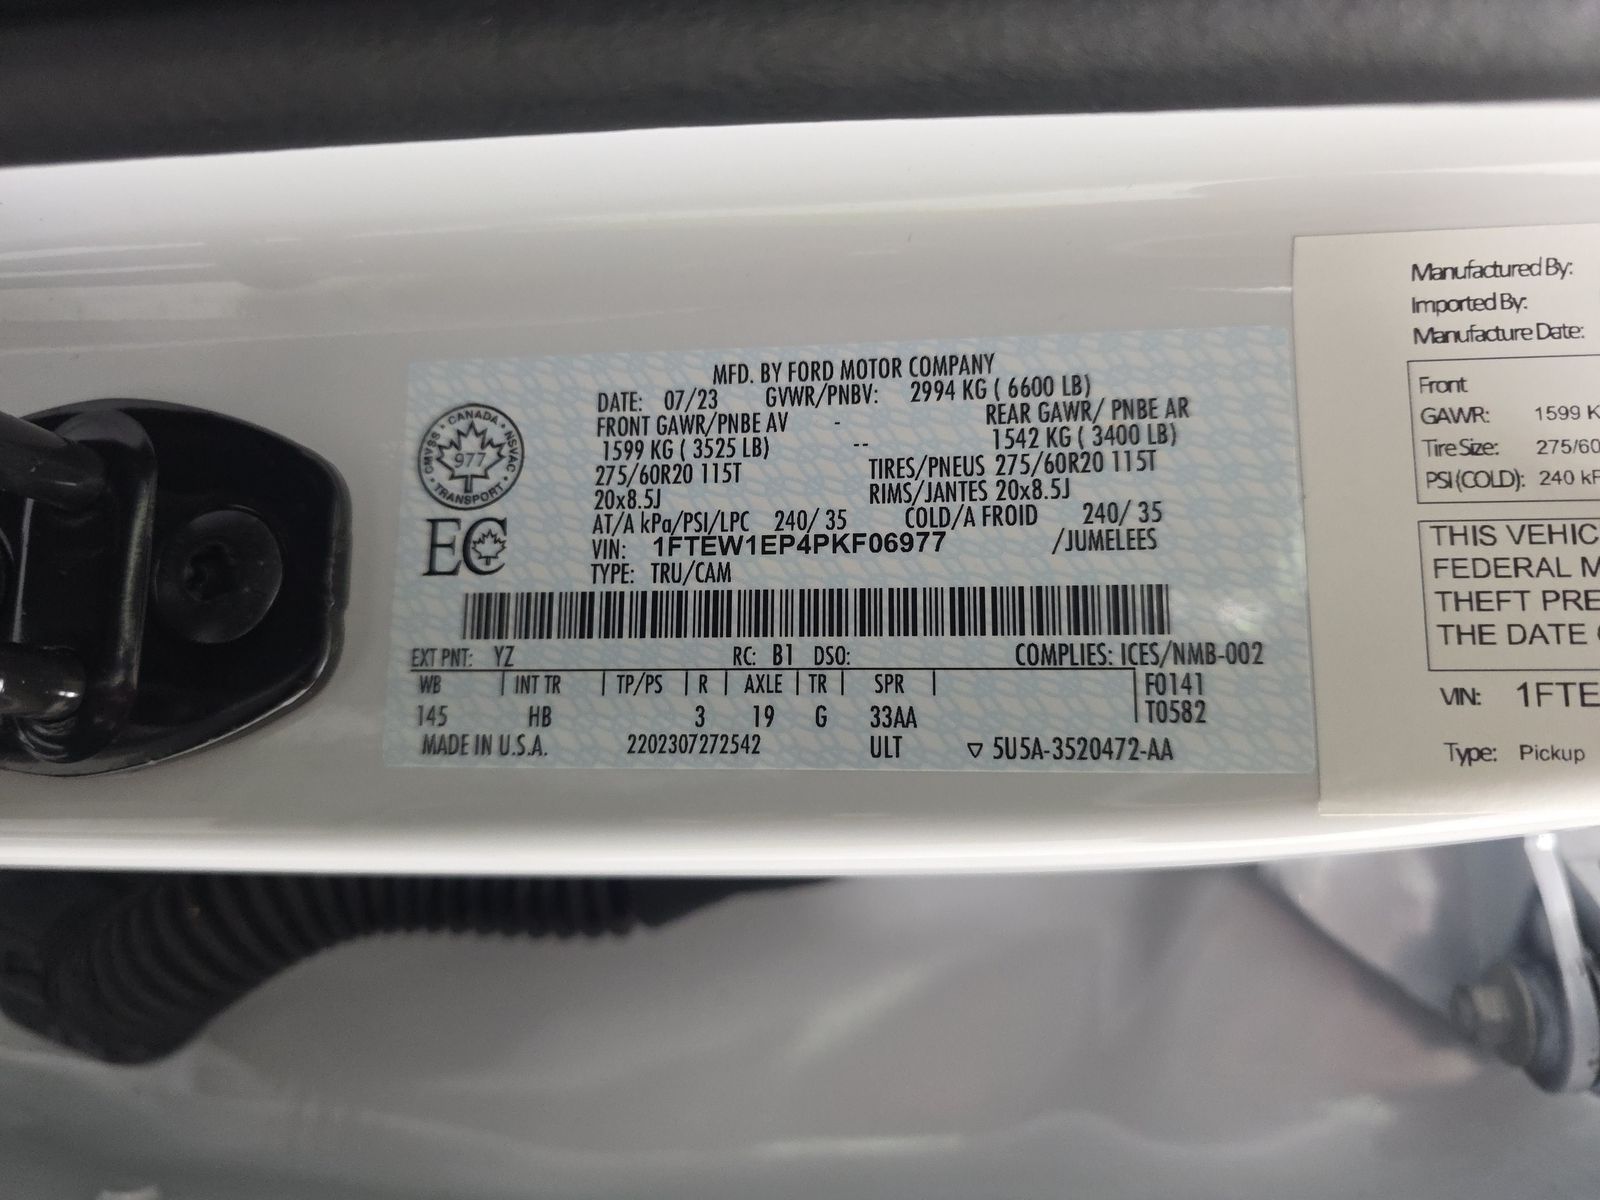 MFD. BY FORD MOTOR COMPANY
DATE: 07/23 GVWR/PNBV: 2994 KG ( 6600 LB)
FRONT GAWR/PNBE AV - REAR GAWR/ PNBE AR
1599 KG ( 3525 LB) -- 1542 KG ( 3400 LB)
275/60R20 115T TIRES/PNEUS 275/60R20 115T
20x8.5J RIMS/JANTES 20x8.5J
AT/A kPa/PSI/LPC 240/ 35 COLD/A FROID 240/ 35
VIN: 1FTEW1EP4PKF06977 /JUMELEES
TYPE: TRU/CAM
CANADA
CMVSS NSVAC
977
TRANSPORT
EC
EXT PNT: YZ RC: B1 DSO: COMPLIES: ICES/NMB-002
WB | INT TR | TP/PS | R | AXLE | TR | SPR | F0141
145 HB 3 19 G 33AA T0582
MADE IN U.S.A. 2202307272542 ULT ▽ 5U5A-3520472-AA
Manufactured By:
Imported By:
Manufacture Date:
Front
GAWR: 1599 K
Tire Size: 275/60
PSI(COLD): 240 kP
THIS VEHIC
FEDERAL M
THEFT PRE
THE DATE
VIN: 1FTE
Type: Pickup